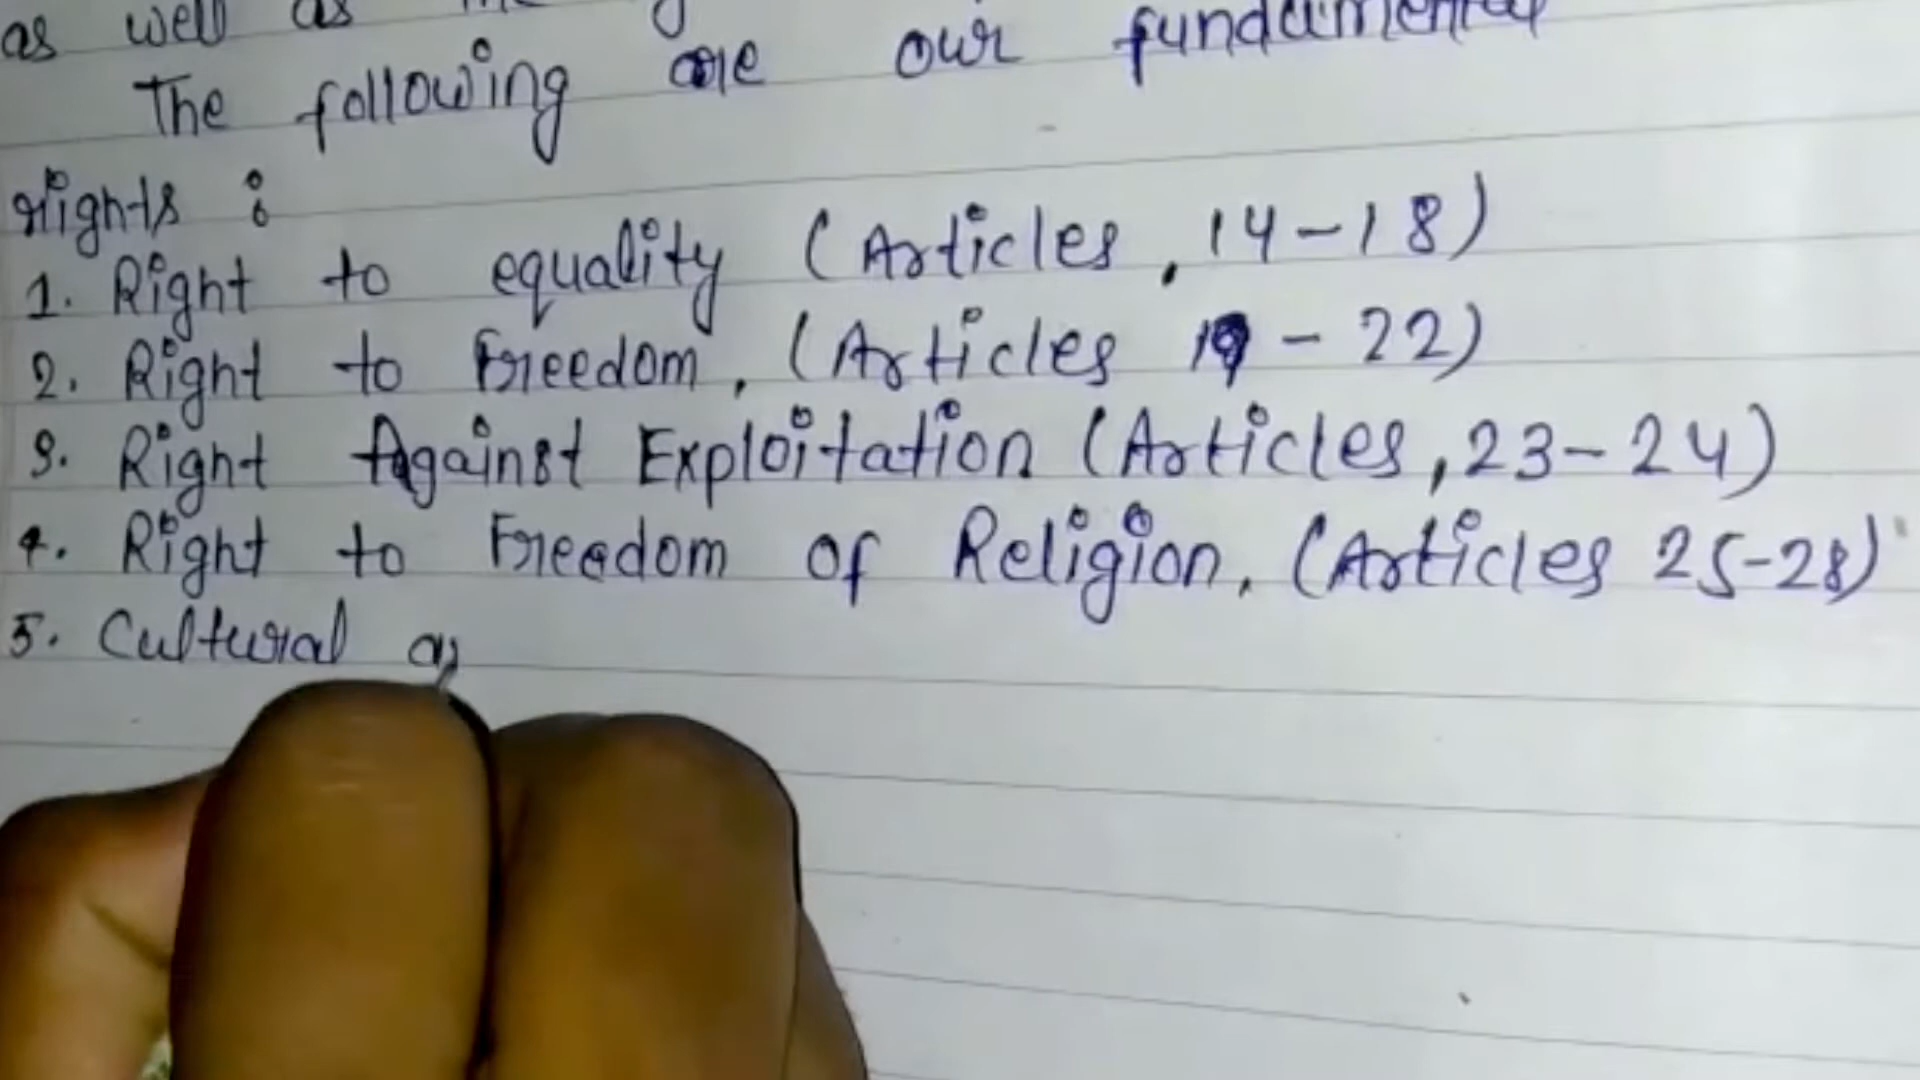 as well as
The following are our fundamental
rights :
1. Right to equality (Articles, 14-18)
2. Right to Freedom. (Articles 19 - 22)
3. Right Against Exploitation (Articles, 23-24)
4. Right to Freedom of Religion. (Articles 25-28)
5. Cultural